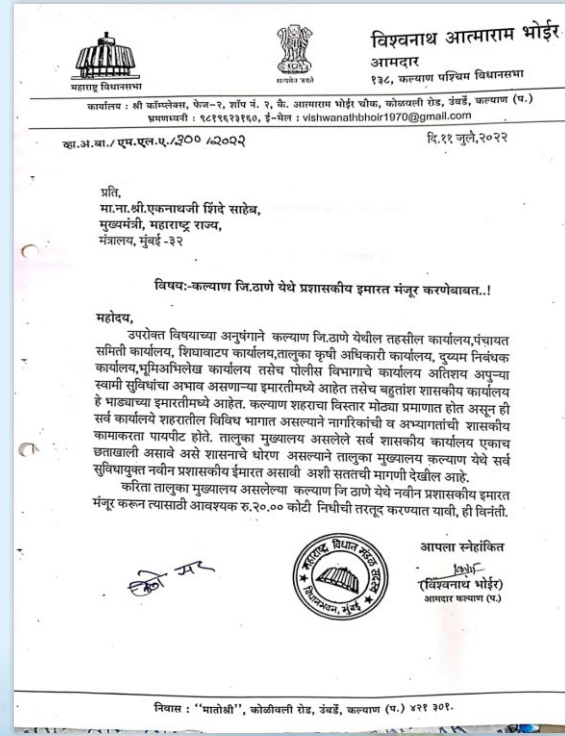 महाराष्ट्र विधानसभा
सत्यमेव जयते
विश्वनाथ आत्माराम भोईर
आमदार
१३८, कल्याण पश्चिम विधानसभा
कार्यालय : श्री कॉम्प्लेक्स, फेज-२, शॉप नं. २, कै. आत्माराम भोईर चौक, कोळवली रोड, उंबर्डे, कल्याण (प.)
भ्रमणध्वनी : ९८१९६२३१६०, ई-मेल : vishwanathbhoir1970@gmail.com
व्हा.अ.बा./ एम.एल.ए./३००/२०२२
दि.११ जुलै,२०२२
प्रति,
मा.ना.श्री.एकनाथजी शिंदे साहेब,
मुख्यमंत्री, महाराष्ट्र राज्य,
मंत्रालय, मुंबई -३२
विषय:-कल्याण जि.ठाणे येथे प्रशासकीय इमारत मंजूर करणेबाबत..!
महोदय,
उपरोक्त विषयाच्या अनुषंगाने कल्याण जि.ठाणे येथील तहसील कार्यालय,पंचायत
समिती कार्यालय, शिधावाटप कार्यालय,तालुका कृषी अधिकारी कार्यालय, दुय्यम निबंधक
कार्यालय,भूमिअभिलेख कार्यालय तसेच पोलीस विभागाचे कार्यालय अतिशय अपुऱ्या
स्वामी सुविधांचा अभाव असणाऱ्या इमारतीमध्ये आहेत तसेच बहुतांश शासकीय कार्यालय
हे भाड्याच्या इमारतीमध्ये आहेत. कल्याण शहराचा विस्तार मोठ्या प्रमाणात होत असून ही
सर्व कार्यालये शहरातील विविध भागात असल्याने नागरिकांची व अभ्यागतांची शासकीय
कामाकरता पायपीट होते. तालुका मुख्यालय असलेले सर्व शासकीय कार्यालय एकाच
छताखाली असावे असे शासनाचे धोरण असल्याने तालुका मुख्यालय कल्याण येथे सर्व
सुविधायुक्त नवीन प्रशासकीय ईमारत असावी अशी सततची मागणी देखील आहे.
करिता तालुका मुख्यालय असलेल्या कल्याण जि ठाणे येथे नवीन प्रशासकीय इमारत
मंजूर करून त्यासाठी आवश्यक रु.२०.०० कोटी निधीची तरतूद करण्यात यावी, ही विनंती.
आपला स्नेहांकित
महाराष्ट्र विधान मंडळ सदस्य
विधानभवन, मुंबई
(विश्वनाथ भोईर)
आमदार कल्याण (प.)
निवास : "मातोश्री", कोळीवली रोड, उंबर्डे, कल्याण (प.) ४२१ ३०१.